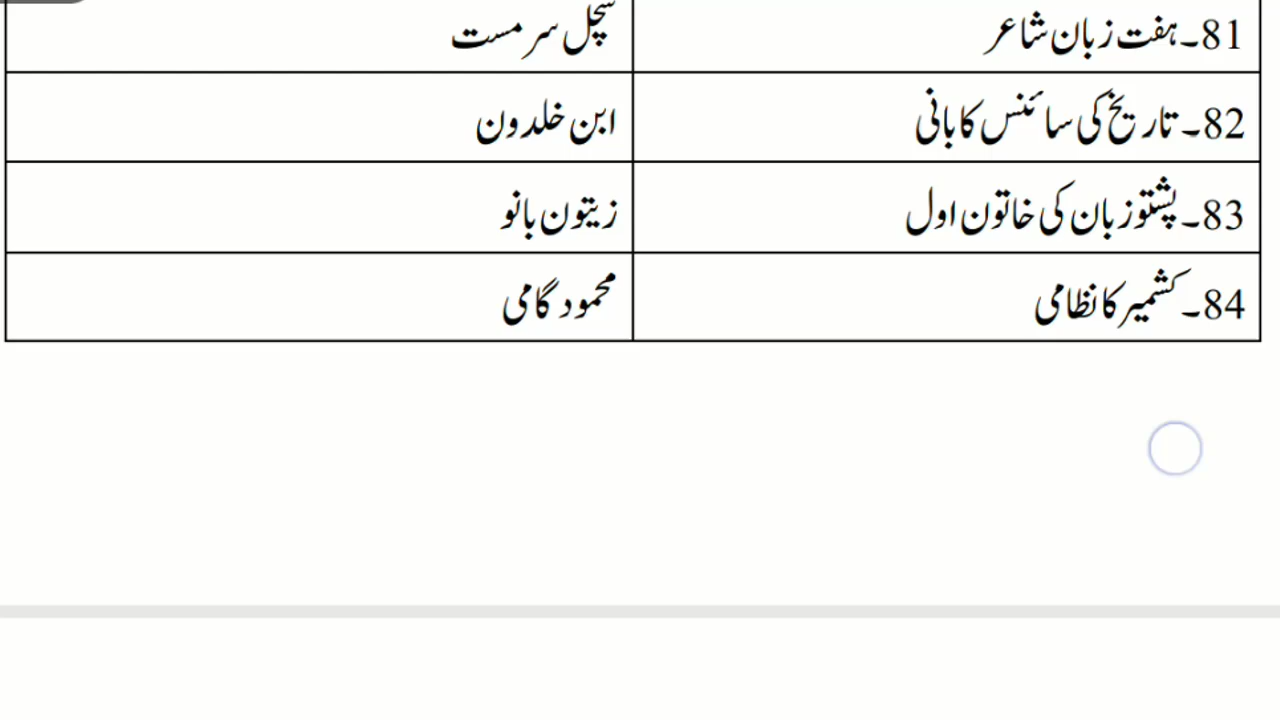 81۔ہفت زبان شاعر سچل سرمست
82۔تاریخ کی سائنس کا بانی ابن خلدون
83۔پشتو زبان کی خاتون اول زیتون بانو
84۔کشمیر کا نظامی محمود گامی